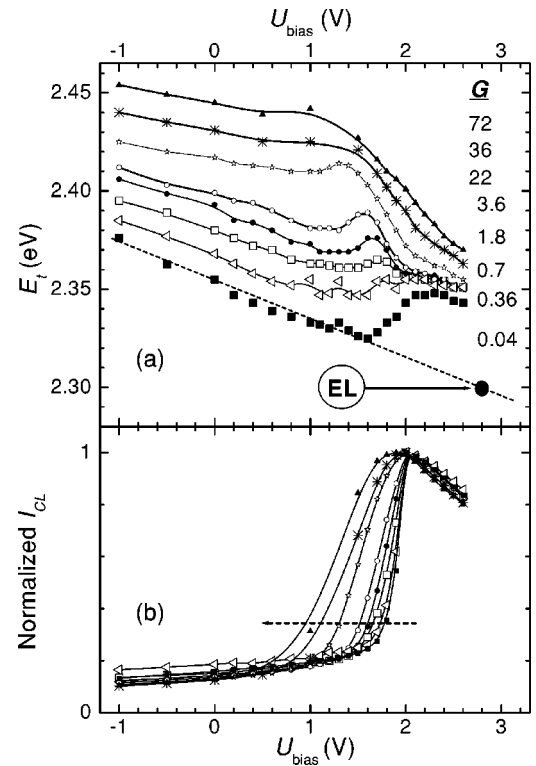 U_bias (V)
-1 0 1 2 3
2.45
2.40
2.35
2.30
E_t (eV)
G
72
36
22
3.6
1.8
0.7
0.36
0.04
(a)
EL
1
0
Normalized I_CL
(b)
-1 0 1 2 3
U_bias (V)